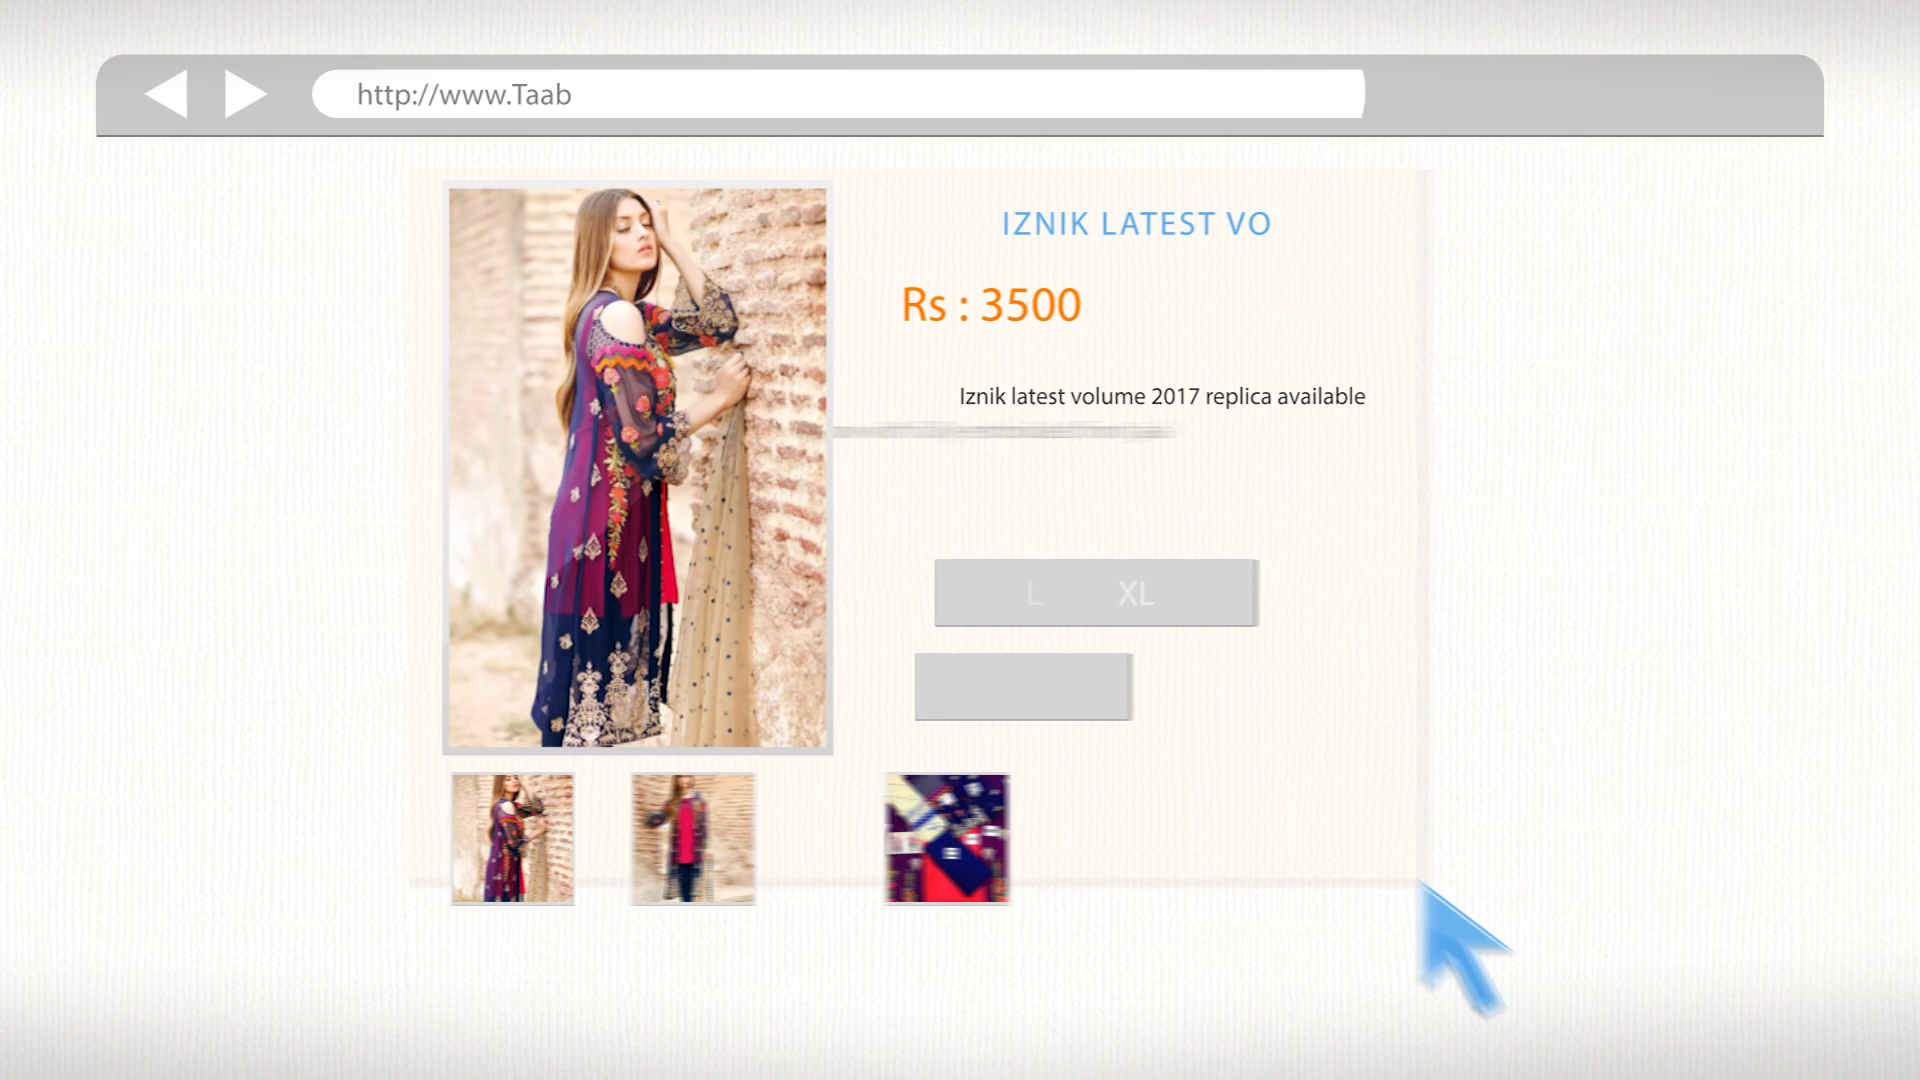 http://www.Taab
IZNIK LATEST VO
Rs : 3500
Iznik latest volume 2017 replica available
L XL